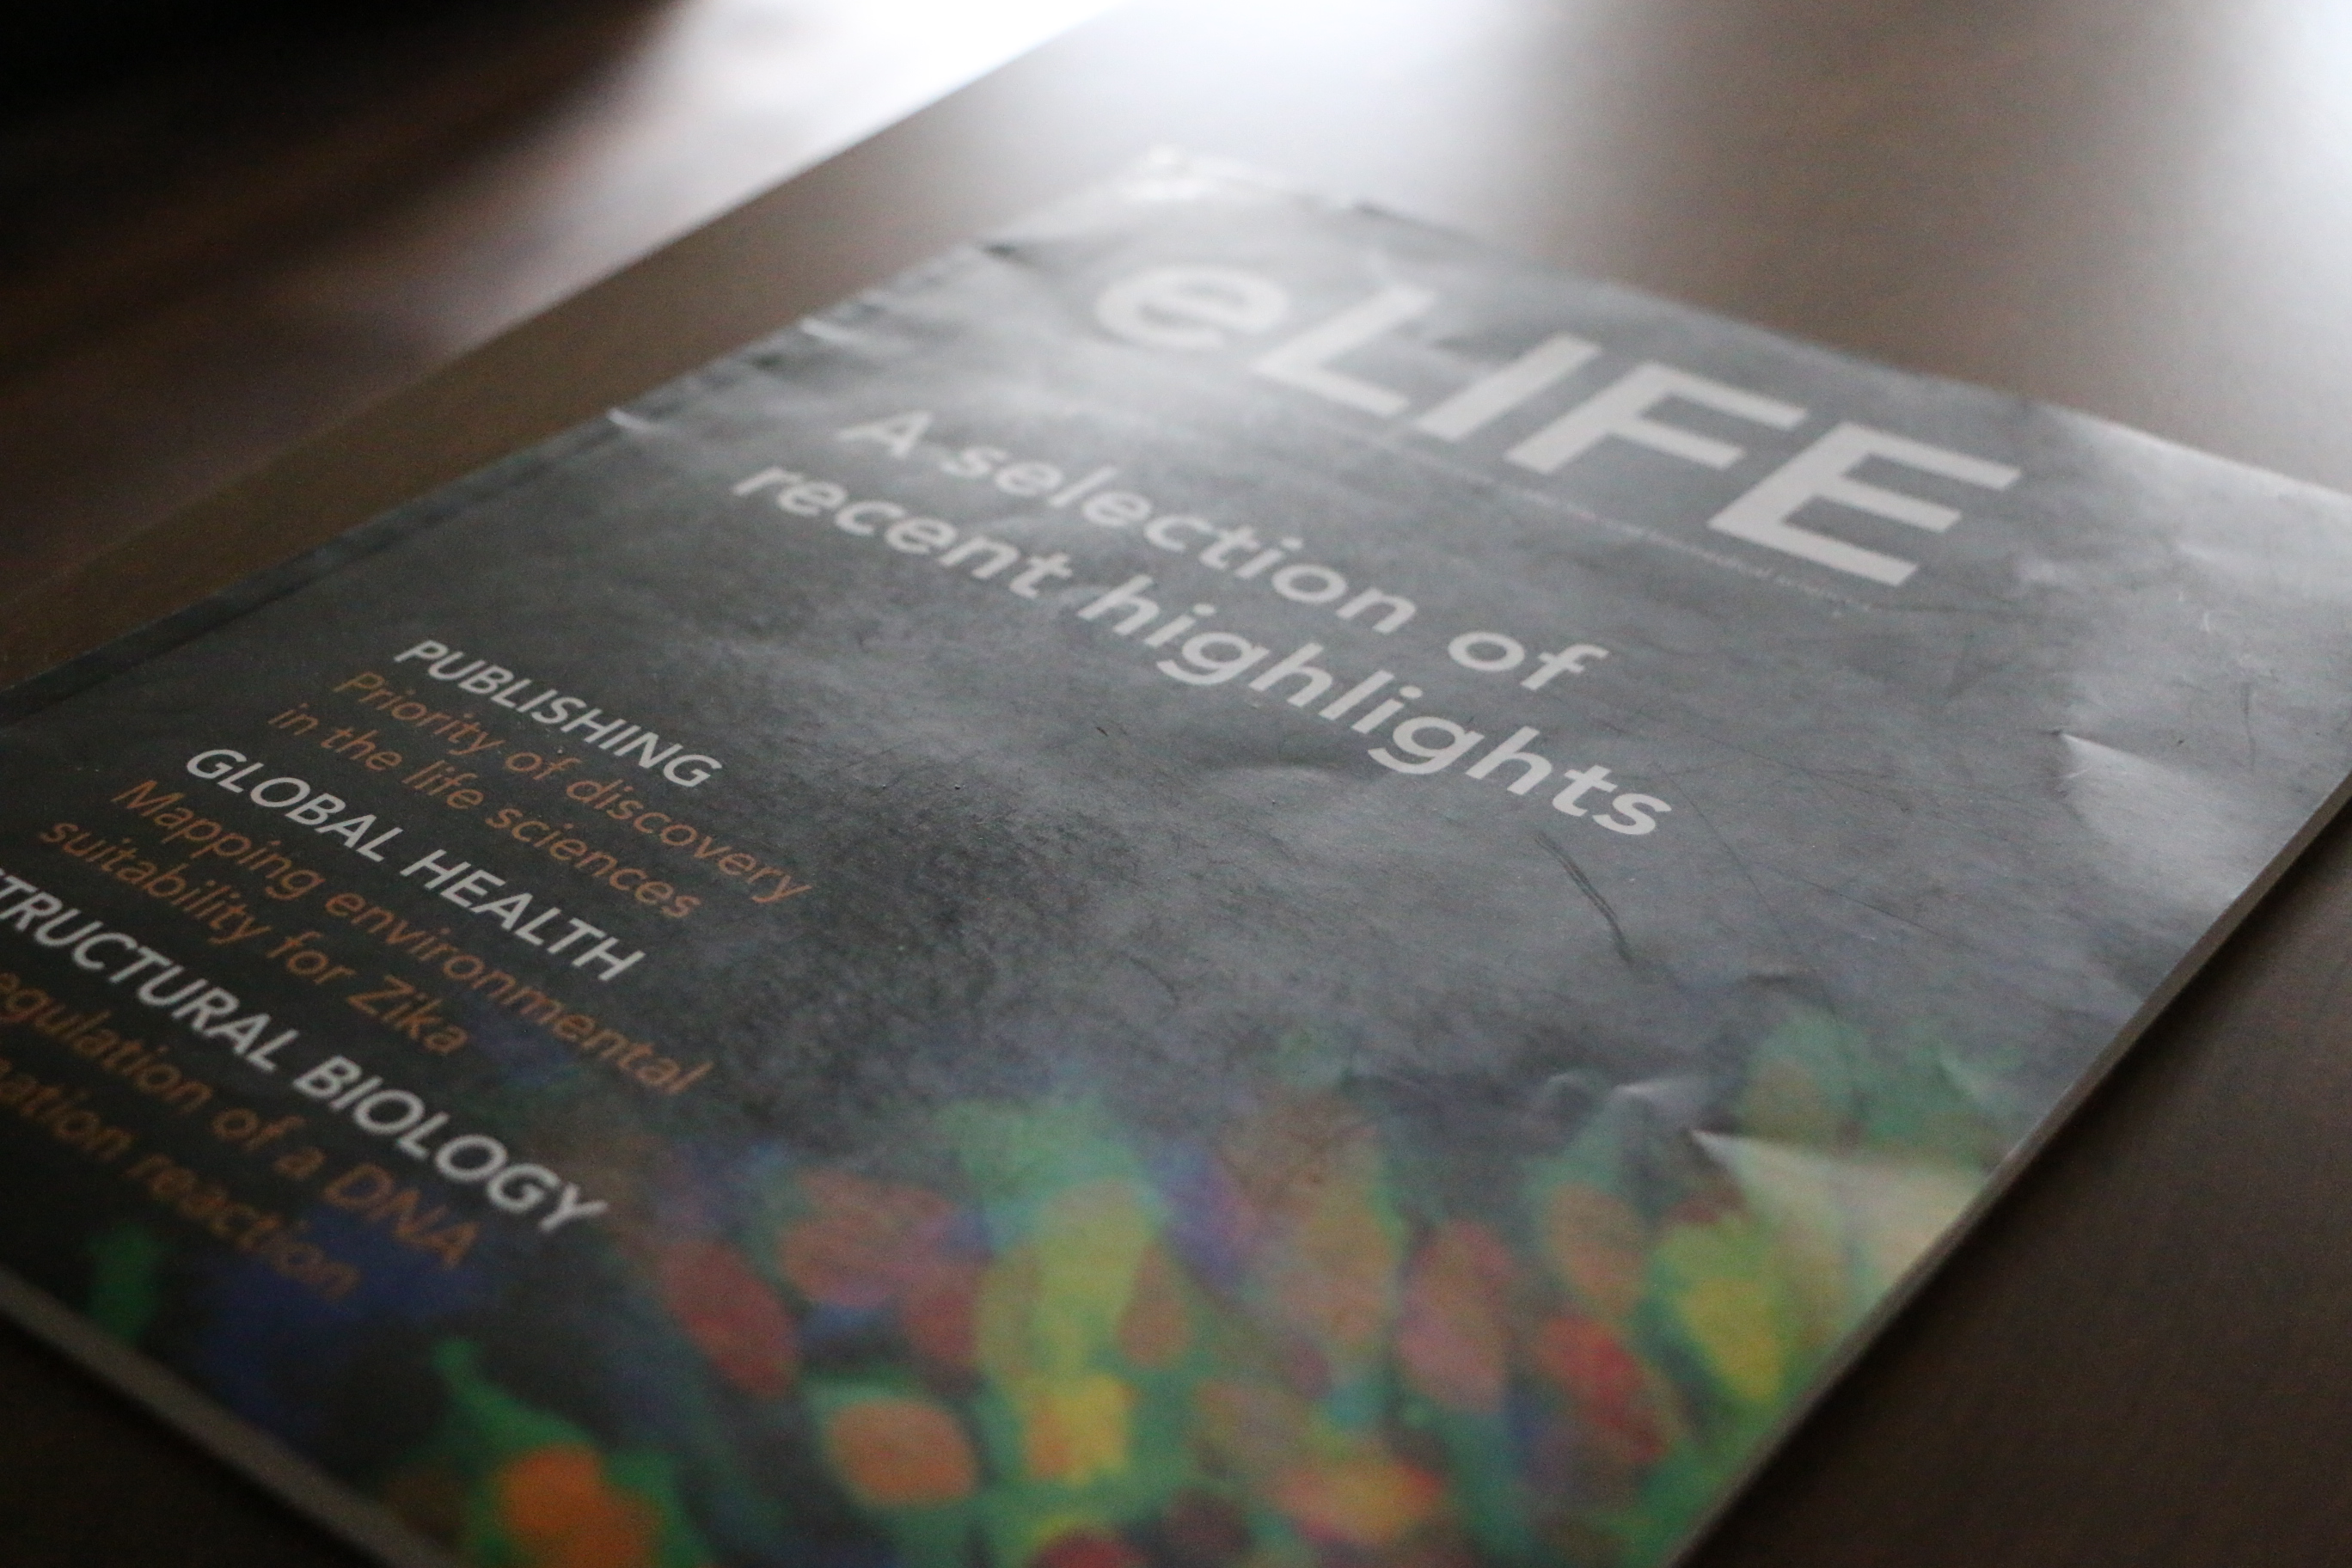 eLIFE
A selection of
recent highlights
PUBLISHING
Priority of discovery
in the life sciences
GLOBAL HEALTH
Mapping environmental
suitability for Zika
TRUCTURAL BIOLOGY
egulation of a DNA
ation reaction